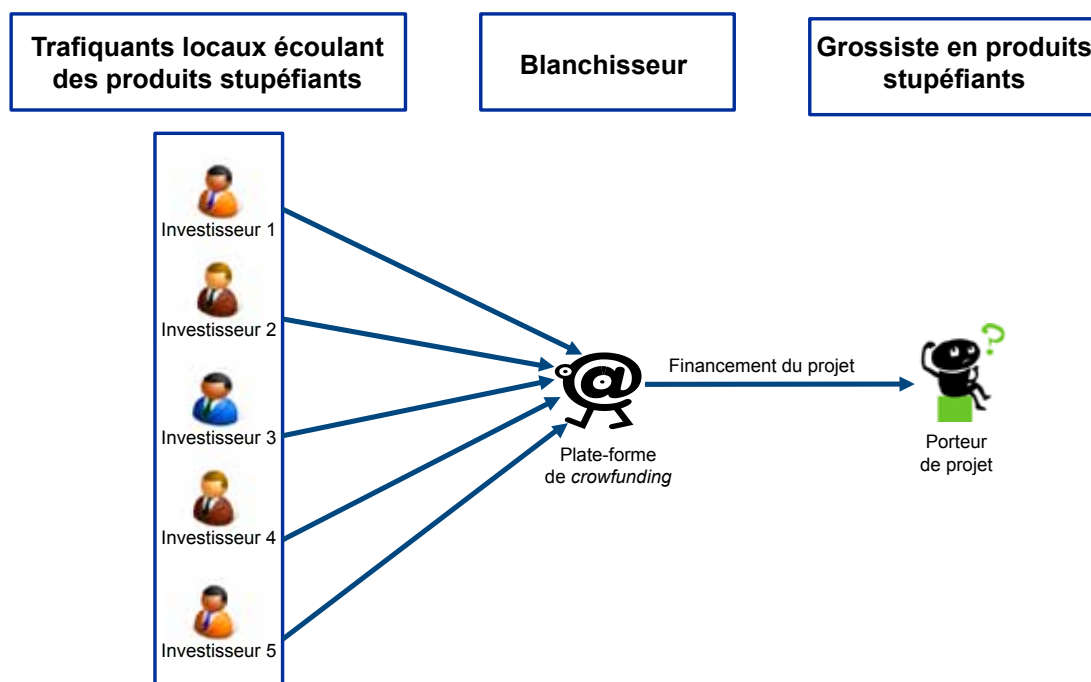 Trafiquants locaux écoulant
des produits stupéfiants
Blanchisseur
Grossiste en produits
stupéfiants
Investisseur 1
Investisseur 2
Investisseur 3
Investisseur 4
Investisseur 5
@
Plate-forme
de crowfunding
Financement du projet
?
Porteur
de projet